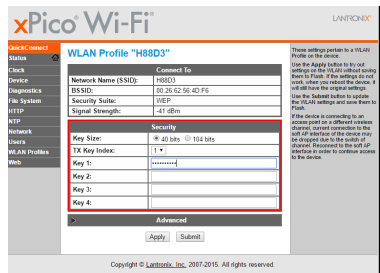 xPico® Wi-Fi®
LANTRONIX®
QuickConnect
Status
Clock
Device
Diagnostics
File System
HTTP
NTP
Network
Users
WLAN Profiles
Web
WLAN Profile "H88D3"
Connect To
Network Name (SSID): H88D3
BSSID: 00:26:62:56:4D:F6
Security Suite: WEP
Signal Strength: -41 dBm
Security
Key Size: 40 bits 104 bits
TX Key Index: 1
Key 1: ••••••••••
Key 2:
Key 3:
Key 4:
Advanced
Apply Submit
These settings pertain to a WLAN
Profile on the device.
Use the Apply button to try out
settings on the WLAN without saving
them to Flash. If the settings do not
work, when you reboot the device, it
will still have the original settings.
Use the Submit button to update
the WLAN settings and save them to
Flash.
If the device is connecting to an
access point on a different wireless
channel, current connection to the
soft AP interface of the device may
be dropped due to the switch of
channel. Reconnect to the soft AP
interface in order to continue access
to the device.
Copyright © Lantronix, Inc. 2007-2015. All rights reserved.